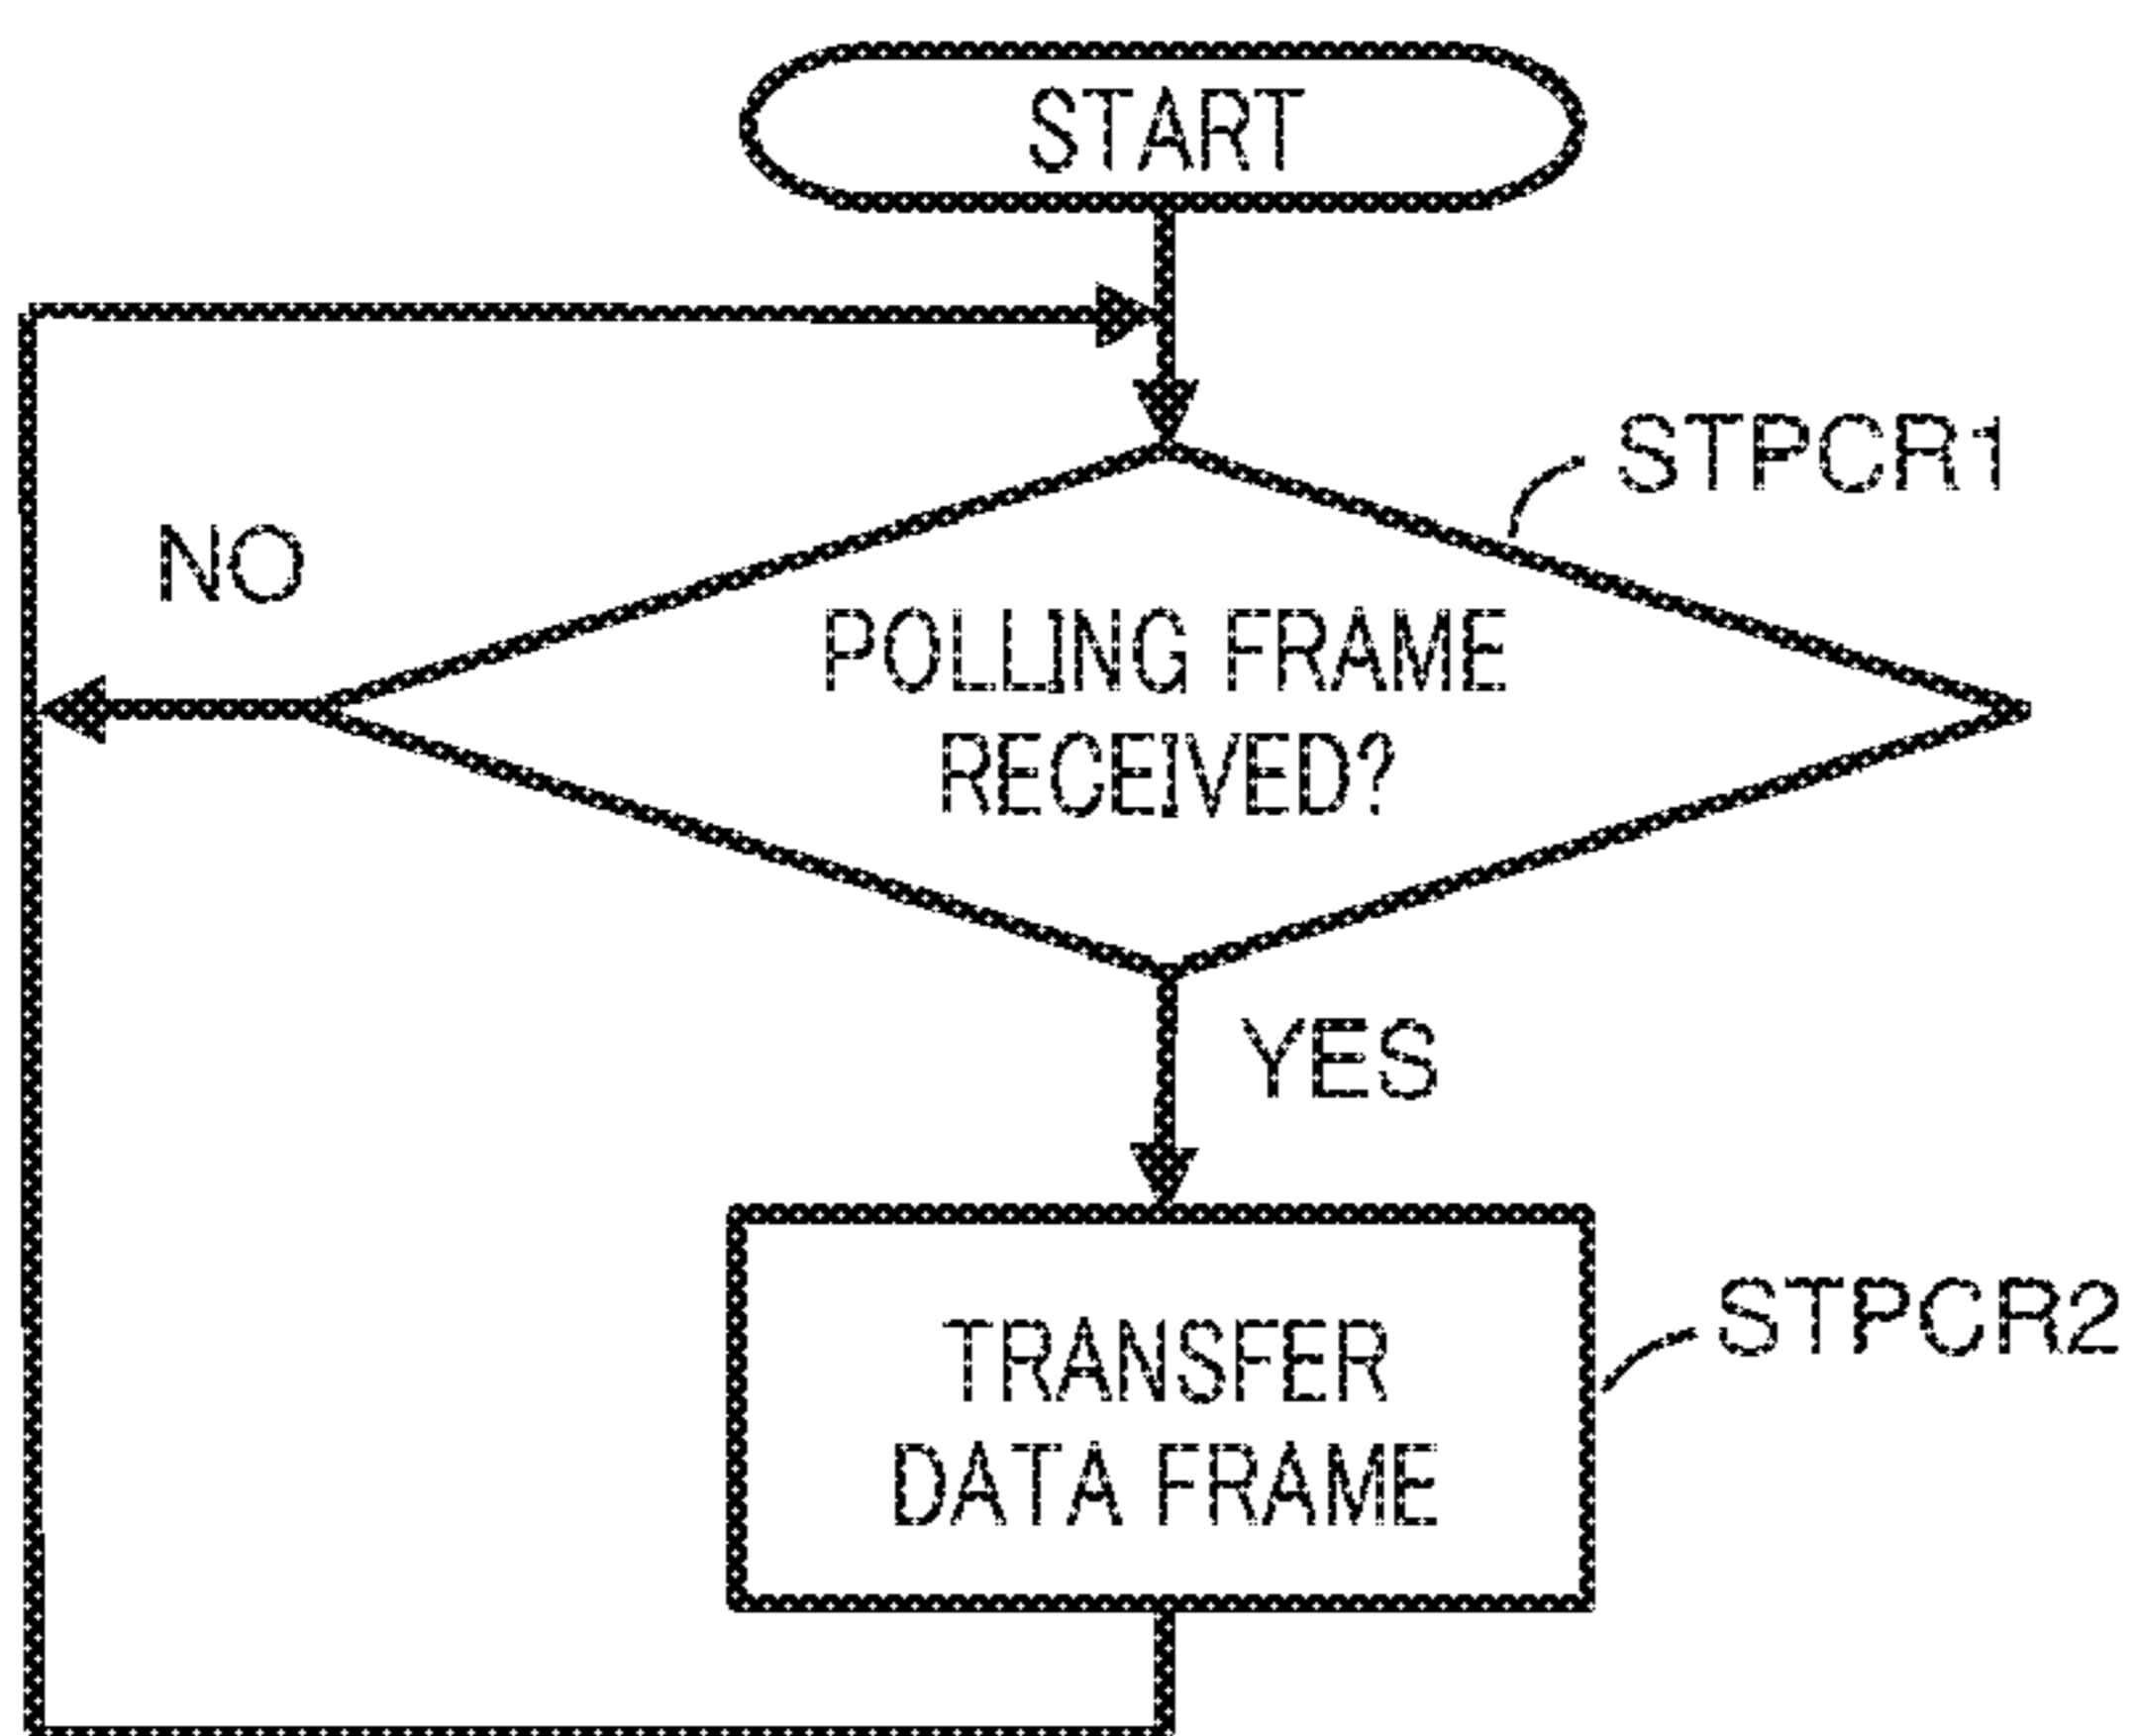 START
STPCR1
NO
POLLING FRAME
RECEIVED?
YES
TRANSFER
DATA FRAME
STPCR2